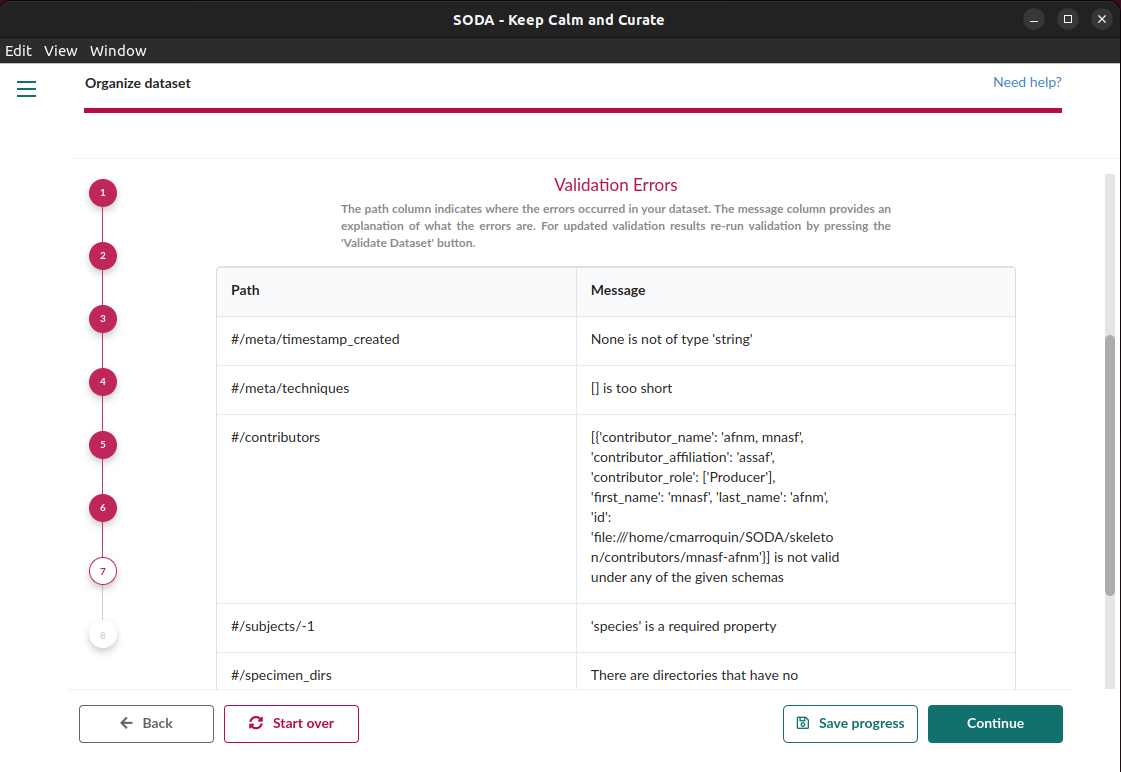 SODA - Keep Calm and Curate
Edit View Window
Organize dataset
Need help?
1
2
3
4
5
6
7
8
Validation Errors
The path column indicates where the errors occurred in your dataset. The message column provides an
explanation of what the errors are. For updated validation results re-run validation by pressing the
'Validate Dataset' button.
Path Message
#/meta/timestamp_created None is not of type 'string'
#/meta/techniques [] is too short
#/contributors [{'contributor_name': 'afnm, mnasf',
'contributor_affiliation': 'assaf',
'contributor_role': ['Producer'],
'first_name': 'mnasf', 'last_name': 'afnm',
'id':
'file:///home/cmarroquin/SODA/skeleto
n/contributors/mnasf-afnm'}] is not valid
under any of the given schemas
#/subjects/-1 'species' is a required property
#/specimen_dirs There are directories that have no
Back
Start over
Save progress
Continue